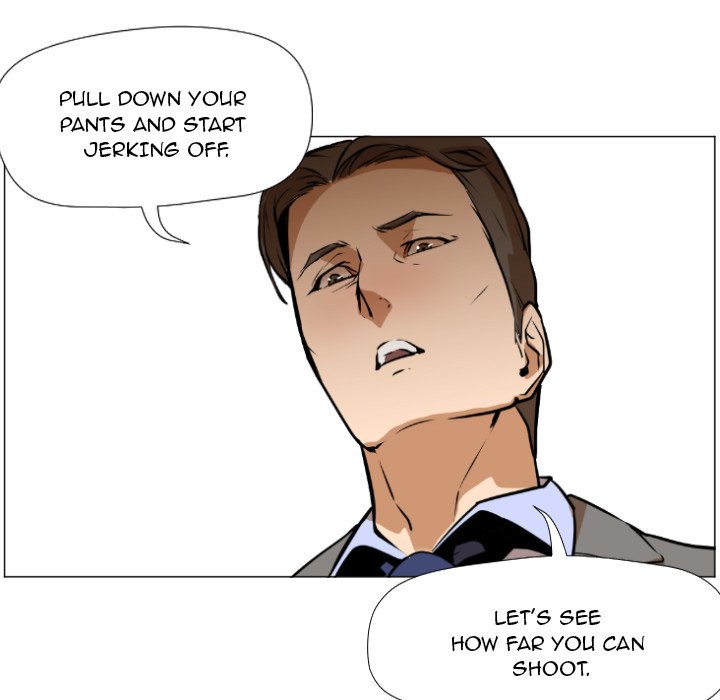 PULL DOWN YOUR
PANTS AND START
JERKING OFF.
LET'S SEE
HOW FAR YOU CAN
SHOOT.